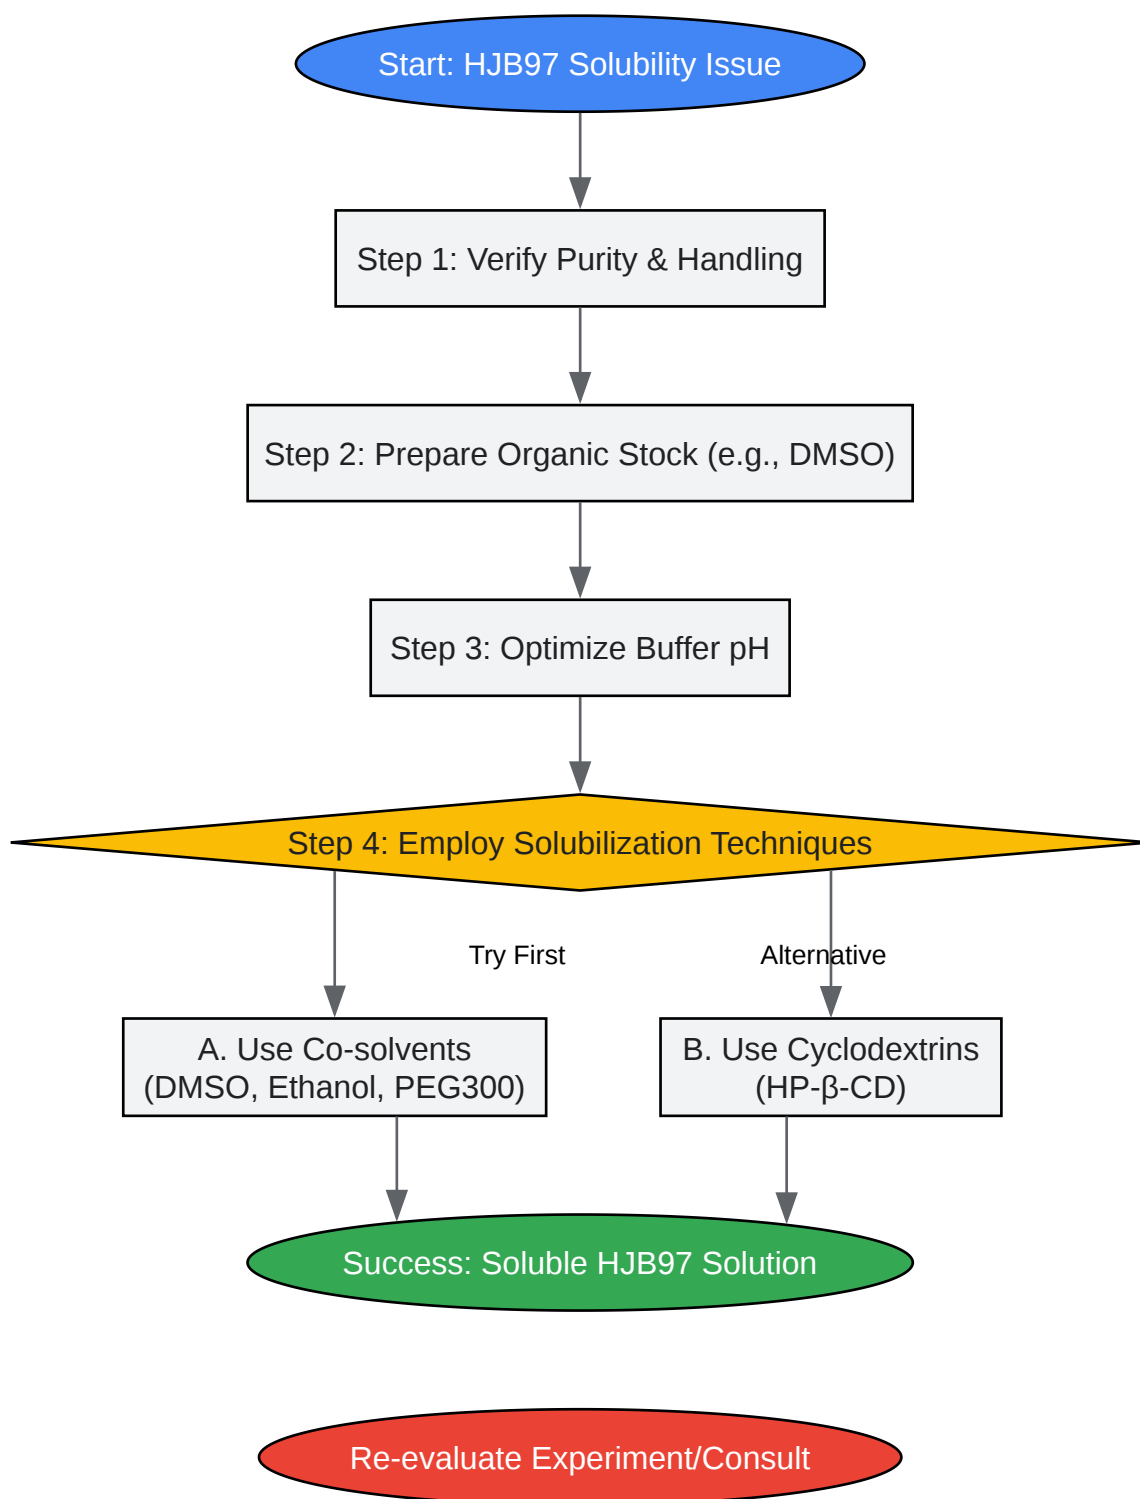 Start: HJB97 Solubility Issue
Step 1: Verify Purity & Handling
Step 2: Prepare Organic Stock (e.g., DMSO)
Step 3: Optimize Buffer pH
Step 4: Employ Solubilization Techniques
Try First
Alternative
A. Use Co-solvents
(DMSO, Ethanol, PEG300)
B. Use Cyclodextrins
(HP-β-CD)
Success: Soluble HJB97 Solution
Re-evaluate Experiment/Consult